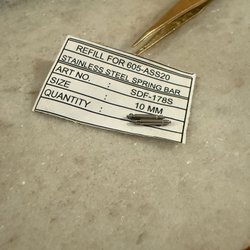 REFILL FOR 605-ASS20
STAINLESS STEEL SPRING BAR
ART NO. : SDF-178S
SIZE : 10 MM
QUANTITY :